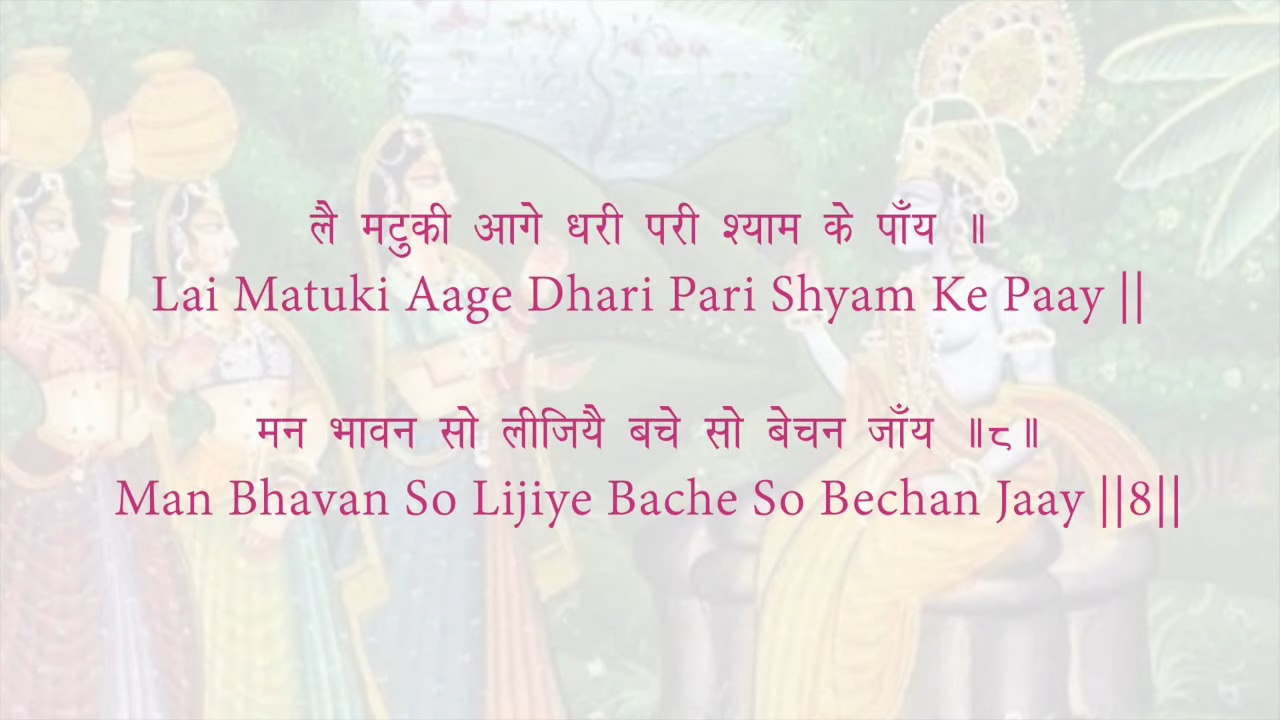 लै मटुकी आगे धरी परी श्याम के पाँय ॥
Lai Matuki Aage Dhari Pari Shyam Ke Paay ||
मन भावन सो लीजियै बचे सो बेचन जाँय ॥८॥
Man Bhavan So Lijiye Bache So Bechan Jaay ||8||